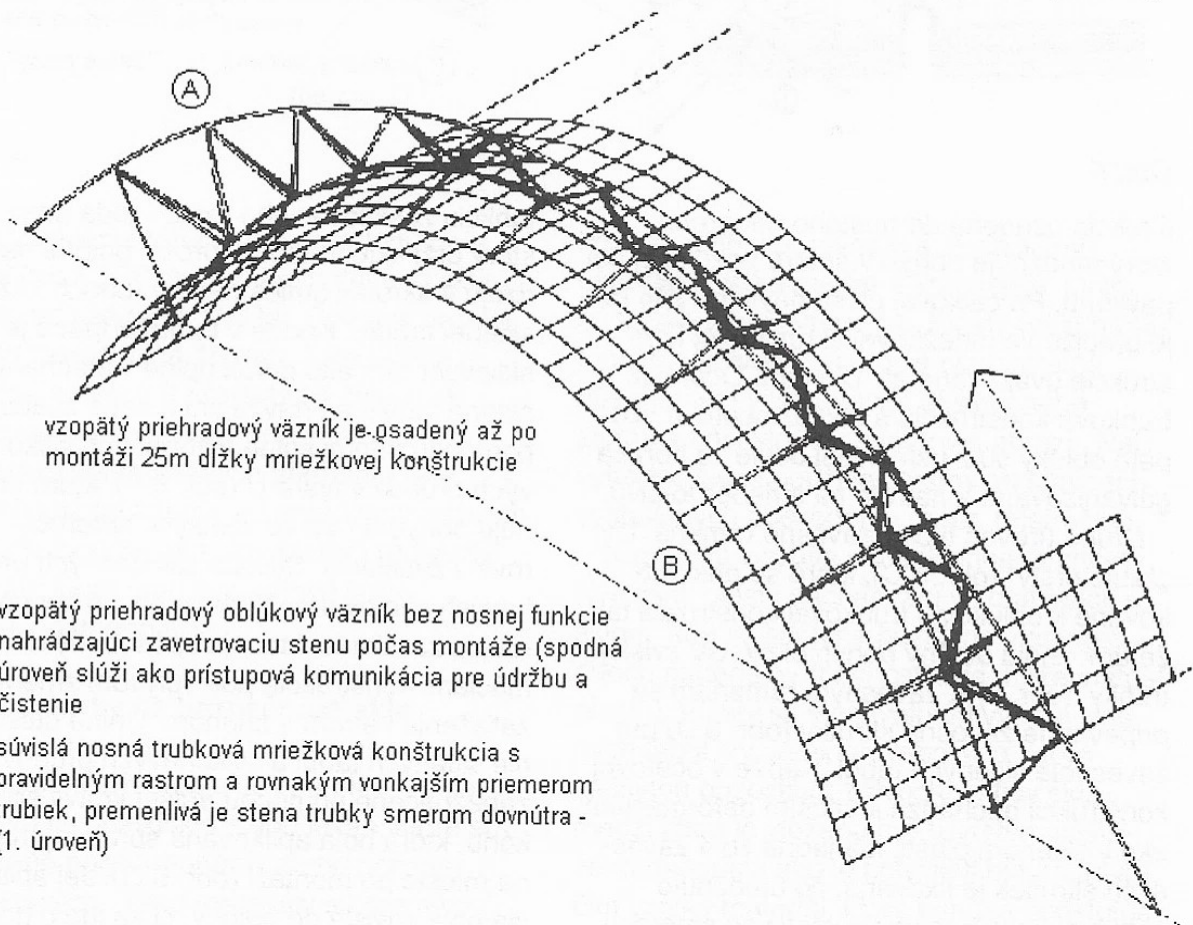 A
vzopätý priehradový väzník je osadený až po
montáži 25m dĺžky mriežkovej konštrukcie
B
vzopätý priehradový oblúkový väzník bez nosnej funkcie
nahrádzajúci zavetrovaciu stenu počas montáže (spodná
úroveň slúži ako prístupová komunikácia pre údržbu a
čistenie
súvislá nosná trubková mriežková konštrukcia s
pravidelným rastrom a rovnakým vonkajším priemerom
trubiek, premenlivá je stena trubky smerom dovnútra -
(1. úroveň)